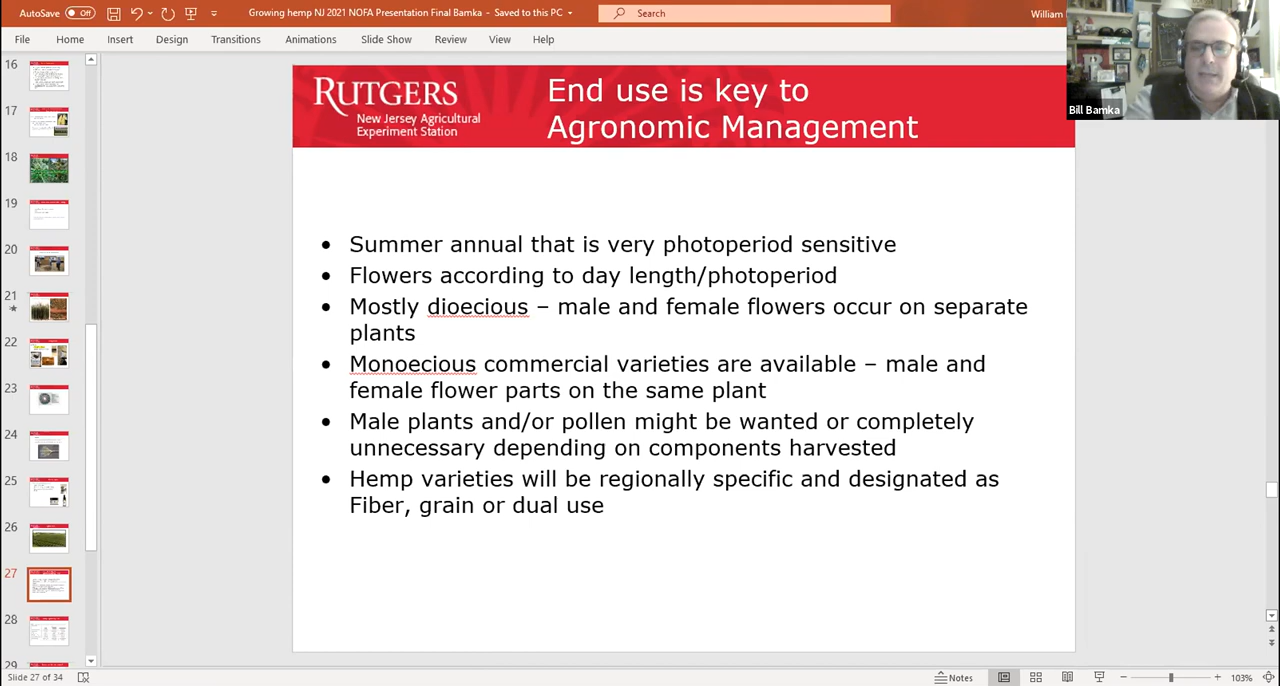 AutoSave Off Growing hemp NJ 2021 NOFA Presentation Final Bamka - Saved to this PC Search William
File Home Insert Design Transitions Animations Slide Show Review View Help
Bill Bamka
16
17
18
19
20
21
22
23
24
25
26
27
28
29
RUTGERS
New Jersey Agricultural
Experiment Station
End use is key to
Agronomic Management
• Summer annual that is very photoperiod sensitive
• Flowers according to day length/photoperiod
• Mostly dioecious – male and female flowers occur on separate
plants
• Monoecious commercial varieties are available – male and
female flower parts on the same plant
• Male plants and/or pollen might be wanted or completely
unnecessary depending on components harvested
• Hemp varieties will be regionally specific and designated as
Fiber, grain or dual use
Slide 27 of 34 Notes 103%